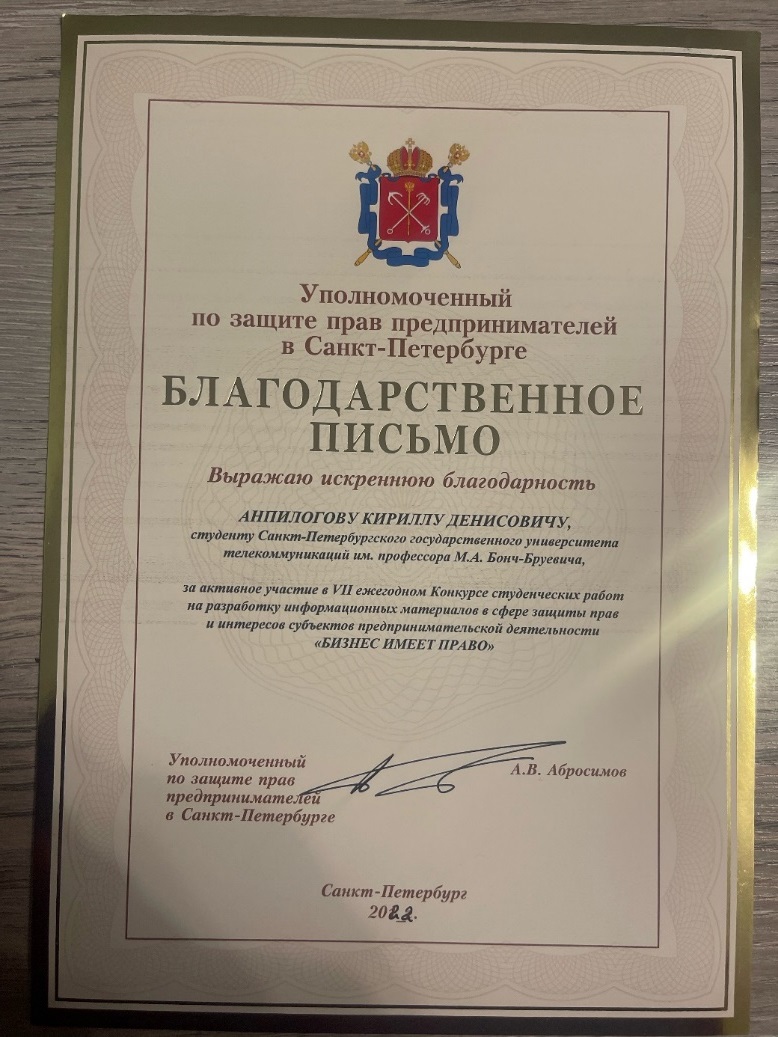 Уполномоченный
по защите прав предпринимателей
в Санкт-Петербурге
БЛАГОДАРСТВЕННОЕ
ПИСЬМО
Выражаю искреннюю благодарность
АНПИЛОГОВУ КИРИЛЛУ ДЕНИСОВИЧУ,
студенту Санкт-Петербургского государственного университета
телекоммуникаций им. профессора М.А. Бонч-Бруевича,
за активное участие в VII ежегодном Конкурсе студенческих работ
на разработку информационных материалов в сфере защиты прав
и интересов субъектов предпринимательской деятельности
«БИЗНЕС ИМЕЕТ ПРАВО»
Уполномоченный
по защите прав
предпринимателей
в Санкт-Петербурге
А.В. Абросимов
Санкт-Петербург
2022.